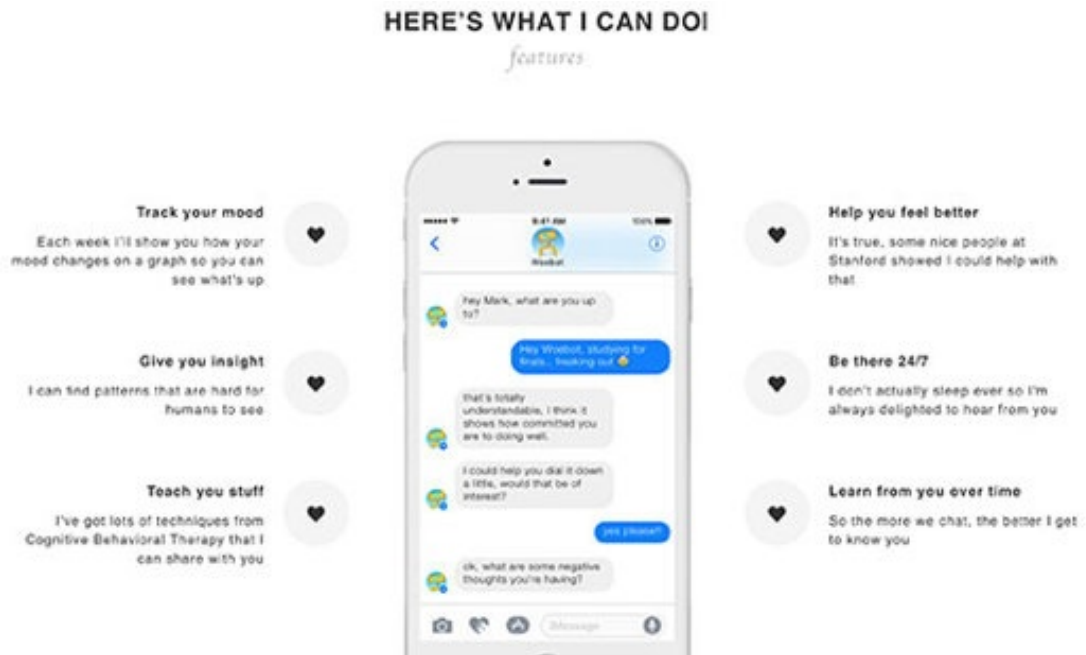 HERE'S WHAT I CAN DO!
features
Track your mood
Each week I'll show you how your
mood changes on a graph so you can
see what's up
Give you insight
I can find patterns that are hard for
humans to see
Teach you stuff
I've got lots of techniques from
Cognitive Behavioral Therapy that I
can share with you
9:41 AM
100%
Woebot
hey Mark, what are you up
to?
Hey Woebot, studying for
finals... freaking out
that's totally
understandable, I think it
shows how committed you
are to doing well.
I could help you dial it down
a little, would that be of
interest?
yes please!!
ok, what are some negative
thoughts you're having?
iMessage
Help you feel better
It's true, some nice people at
Stanford showed I could help with
that
Be there 24/7
I don't actually sleep ever so I'm
always delighted to hear from you
Learn from you over time
So the more we chat, the better I get
to know you